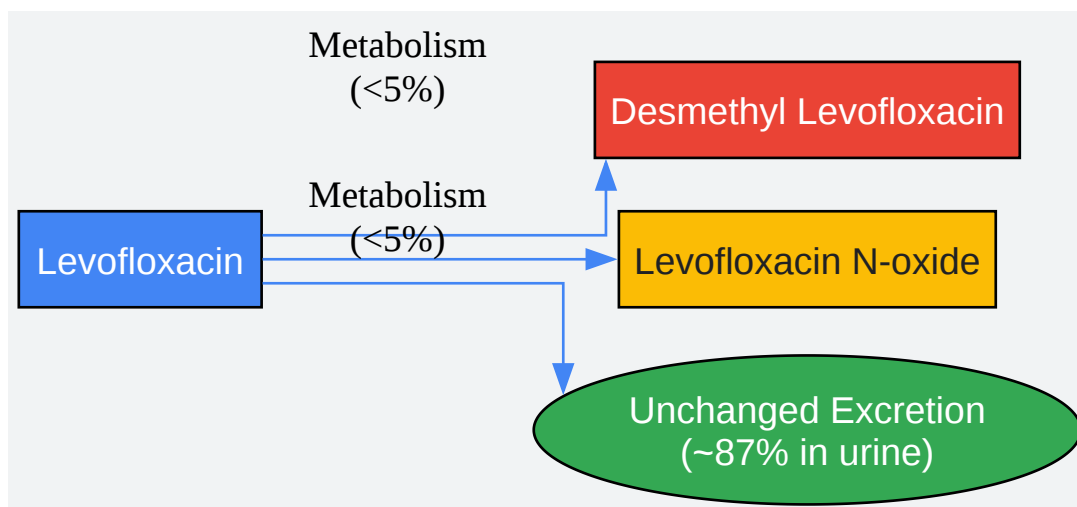 Metabolism
(<5%)
Desmethyl Levofloxacin
Metabolism
(<5%)
Levofloxacin
Levofloxacin N-oxide
Unchanged Excretion
(~87% in urine)